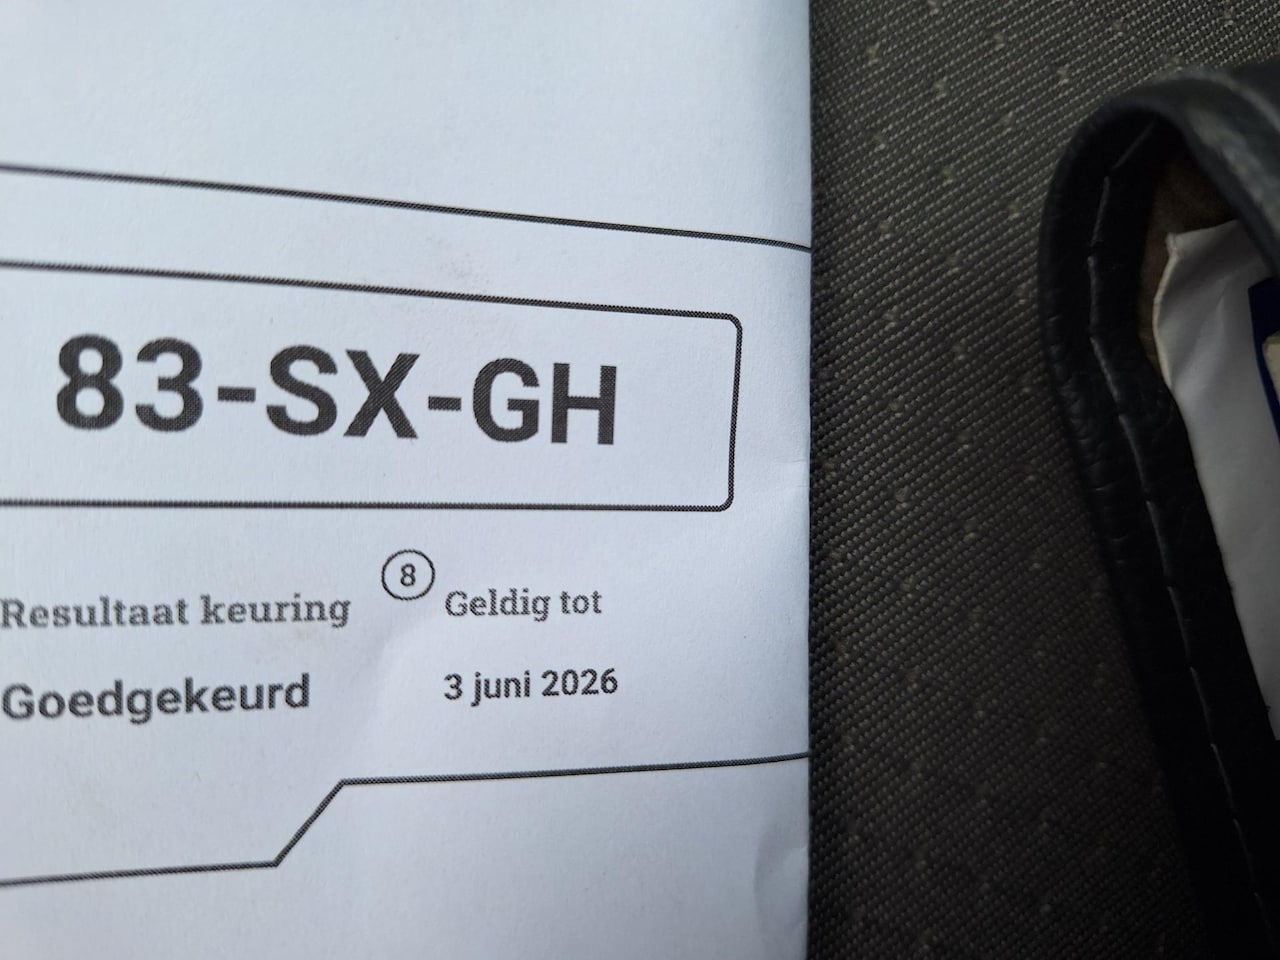 83-SX-GH
Resultaat keuring
8 Geldig tot
Goedgekeurd
3 juni 2026